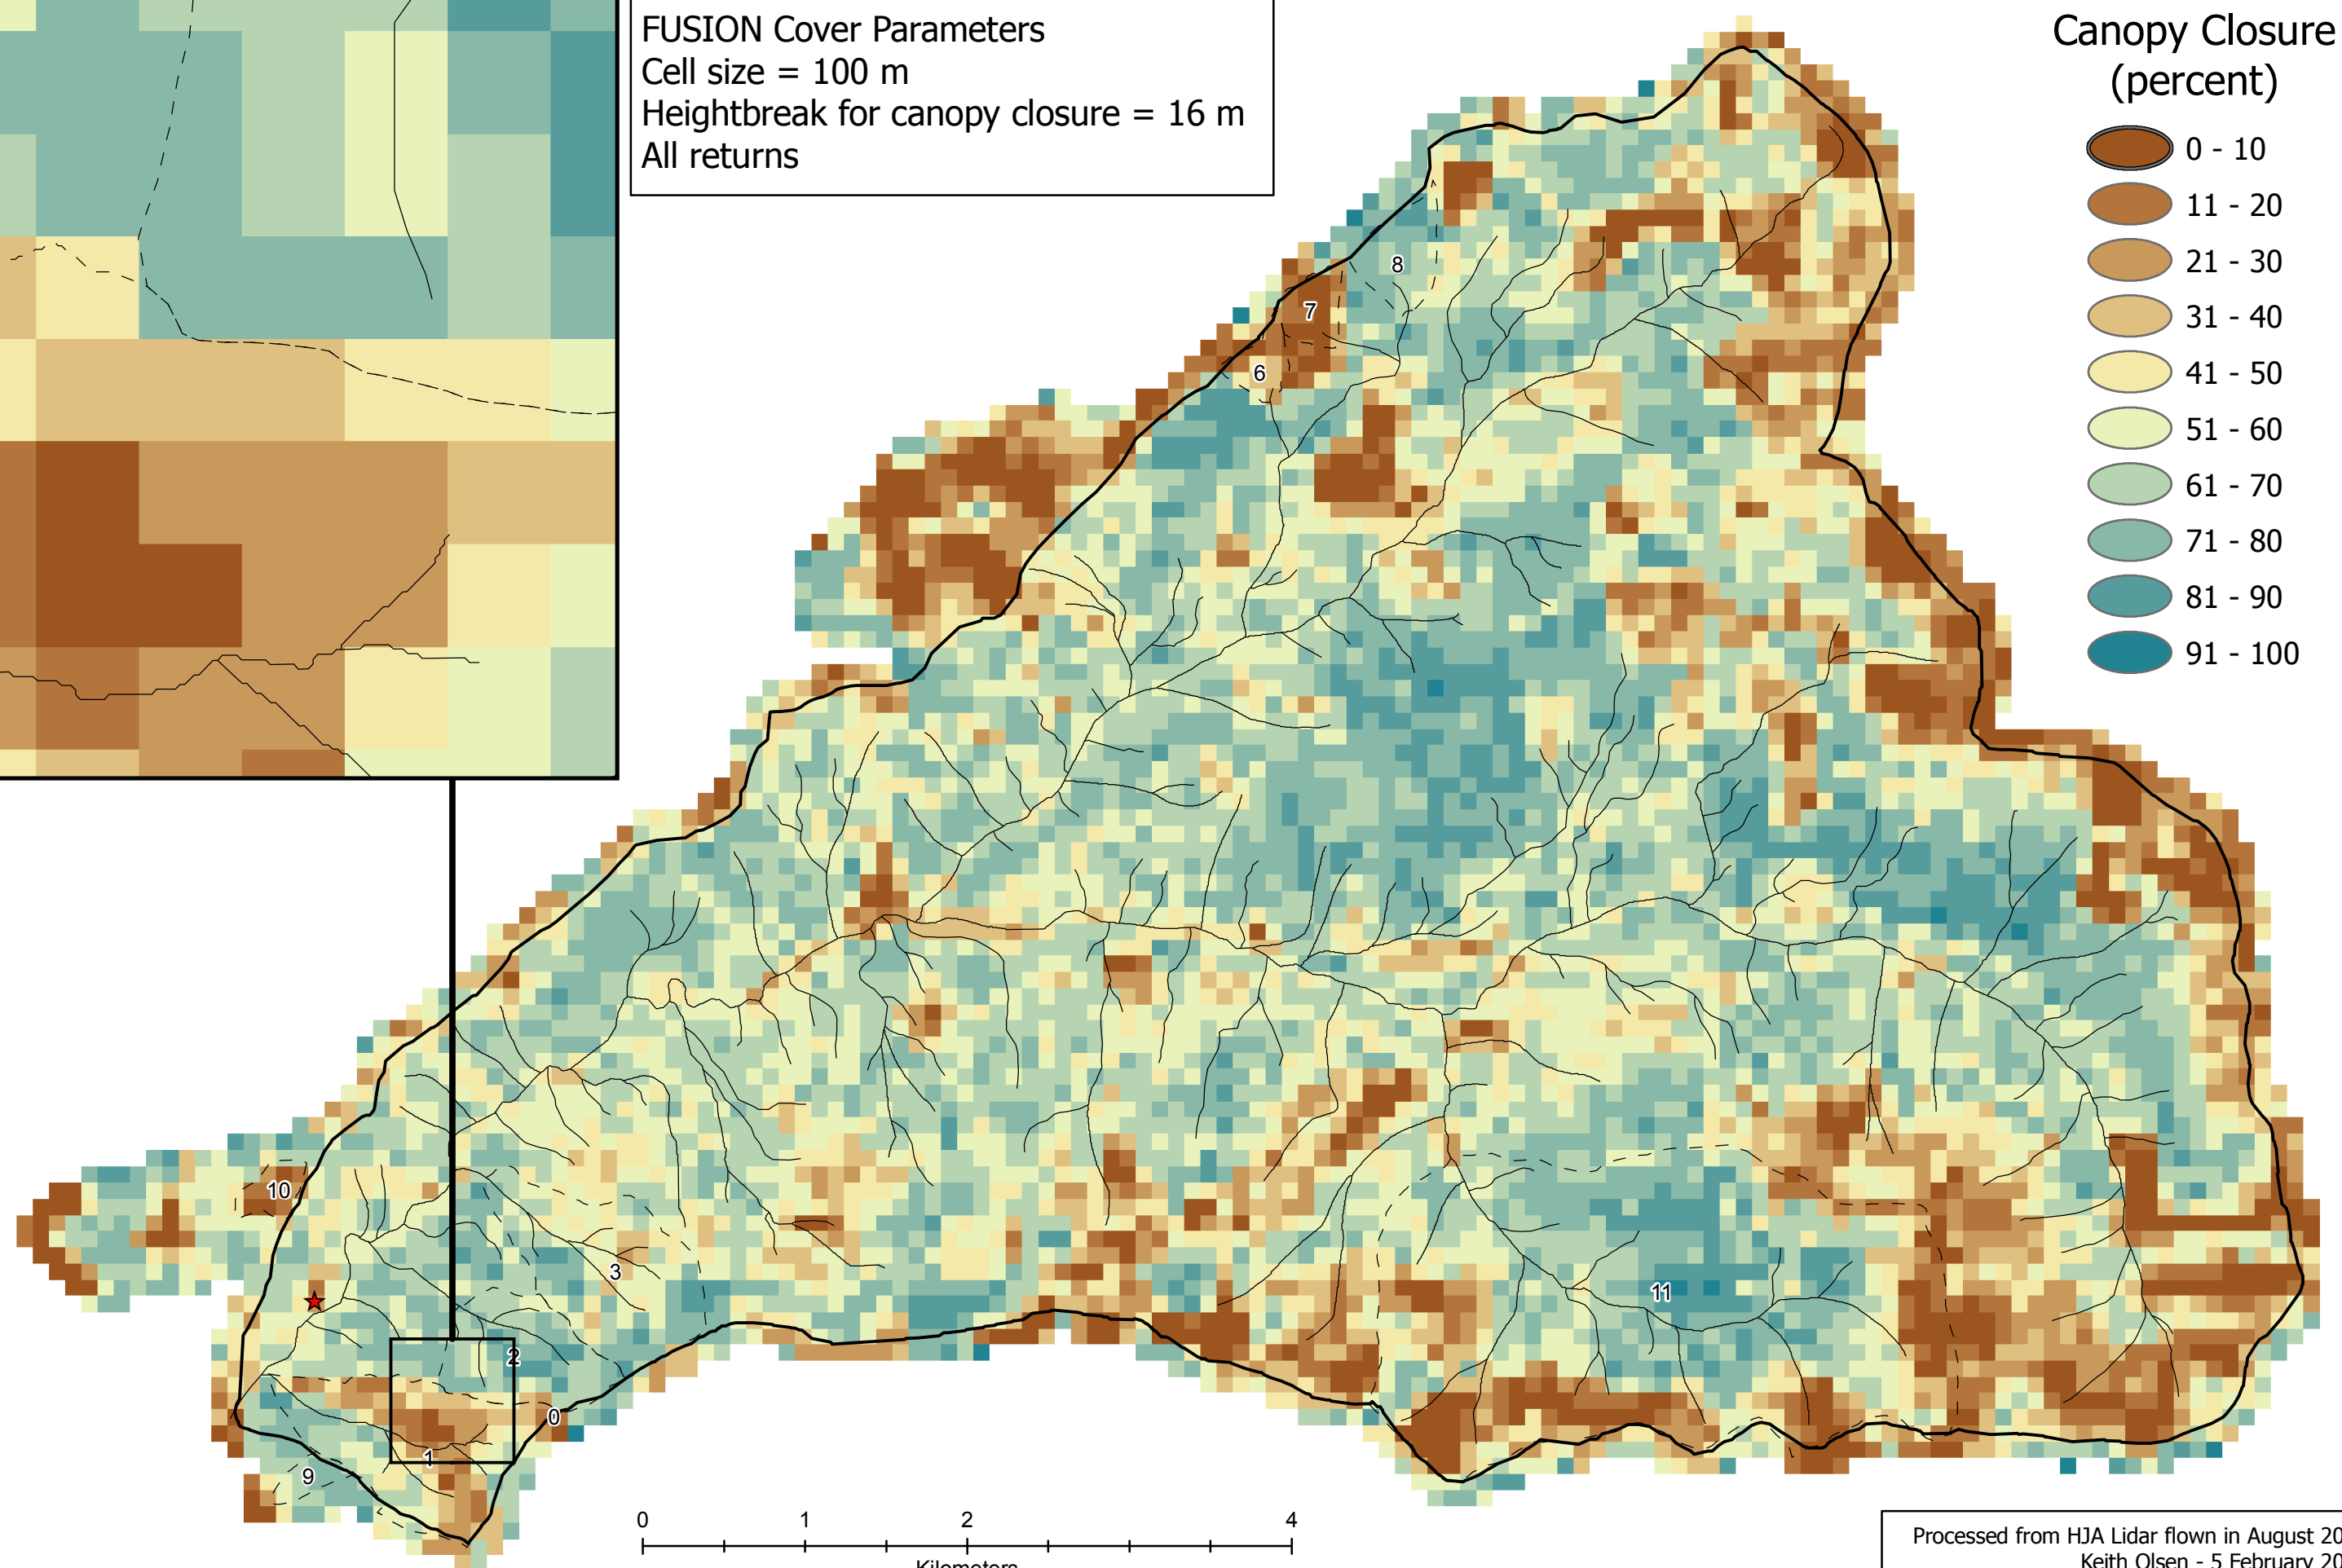 FUSION Cover Parameters
Cell size = 100 m
Heightbreak for canopy closure = 16 m
All returns
Canopy Closure
(percent)
0 - 10
11 - 20
21 - 30
31 - 40
41 - 50
51 - 60
61 - 70
71 - 80
81 - 90
91 - 100
8
7
6
10
3
11
2
0
1
9
0 1 2 4
Kilometers
Processed from HJA Lidar flown in August 20
Keith Olsen - 5 February 20